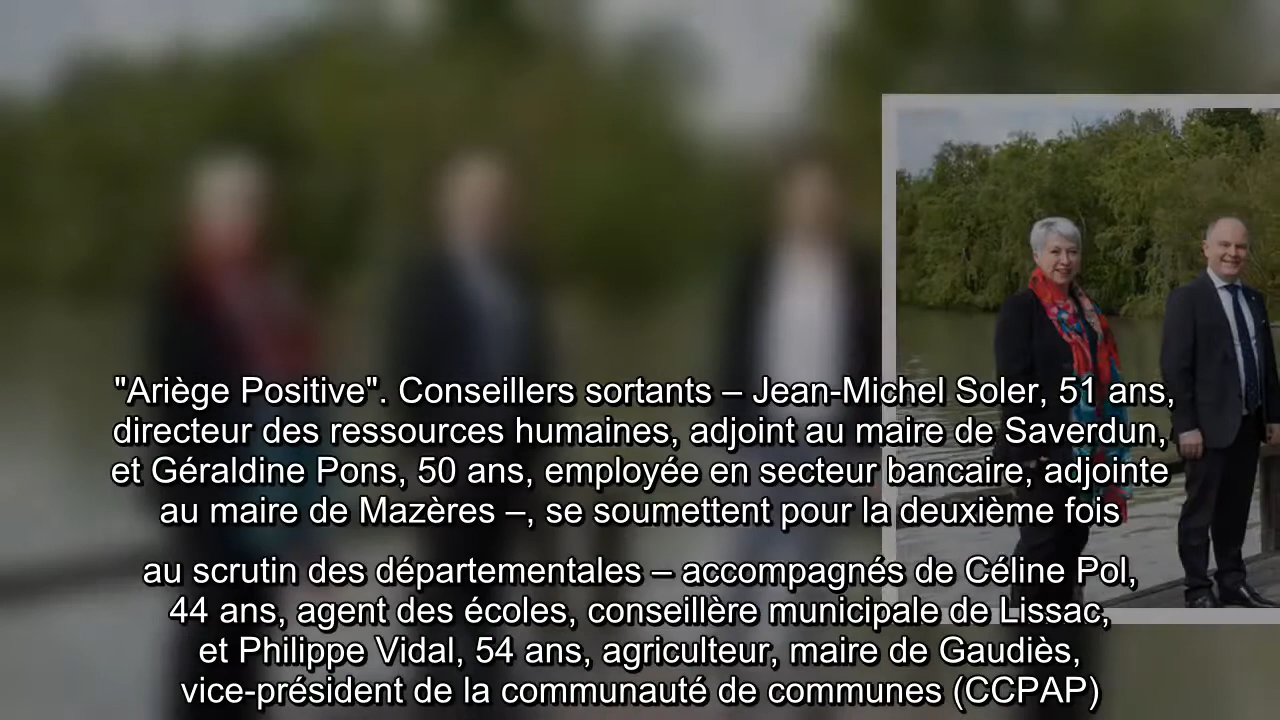 "Ariège Positive". Conseillers sortants – Jean-Michel Soler, 51 ans,
directeur des ressources humaines, adjoint au maire de Saverdun,
et Géraldine Pons, 50 ans, employée en secteur bancaire, adjointe
au maire de Mazères –, se soumettent pour la deuxième fois
au scrutin des départementales – accompagnés de Céline Pol,
44 ans, agent des écoles, conseillère municipale de Lissac,
et Philippe Vidal, 54 ans, agriculteur, maire de Gaudiès,
vice-président de la communauté de communes (CCPAP)